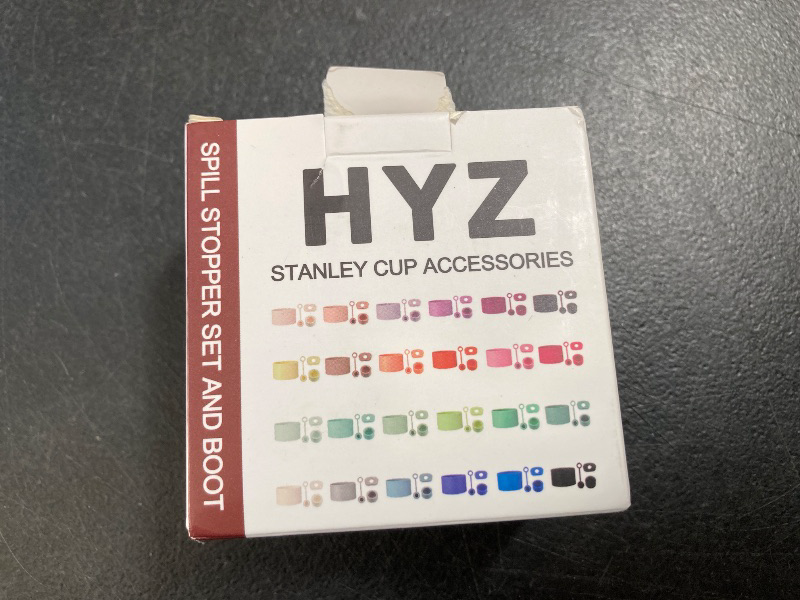 HYZ
STANLEY CUP ACCESSORIES
SPILL STOPPER SET AND BOOT